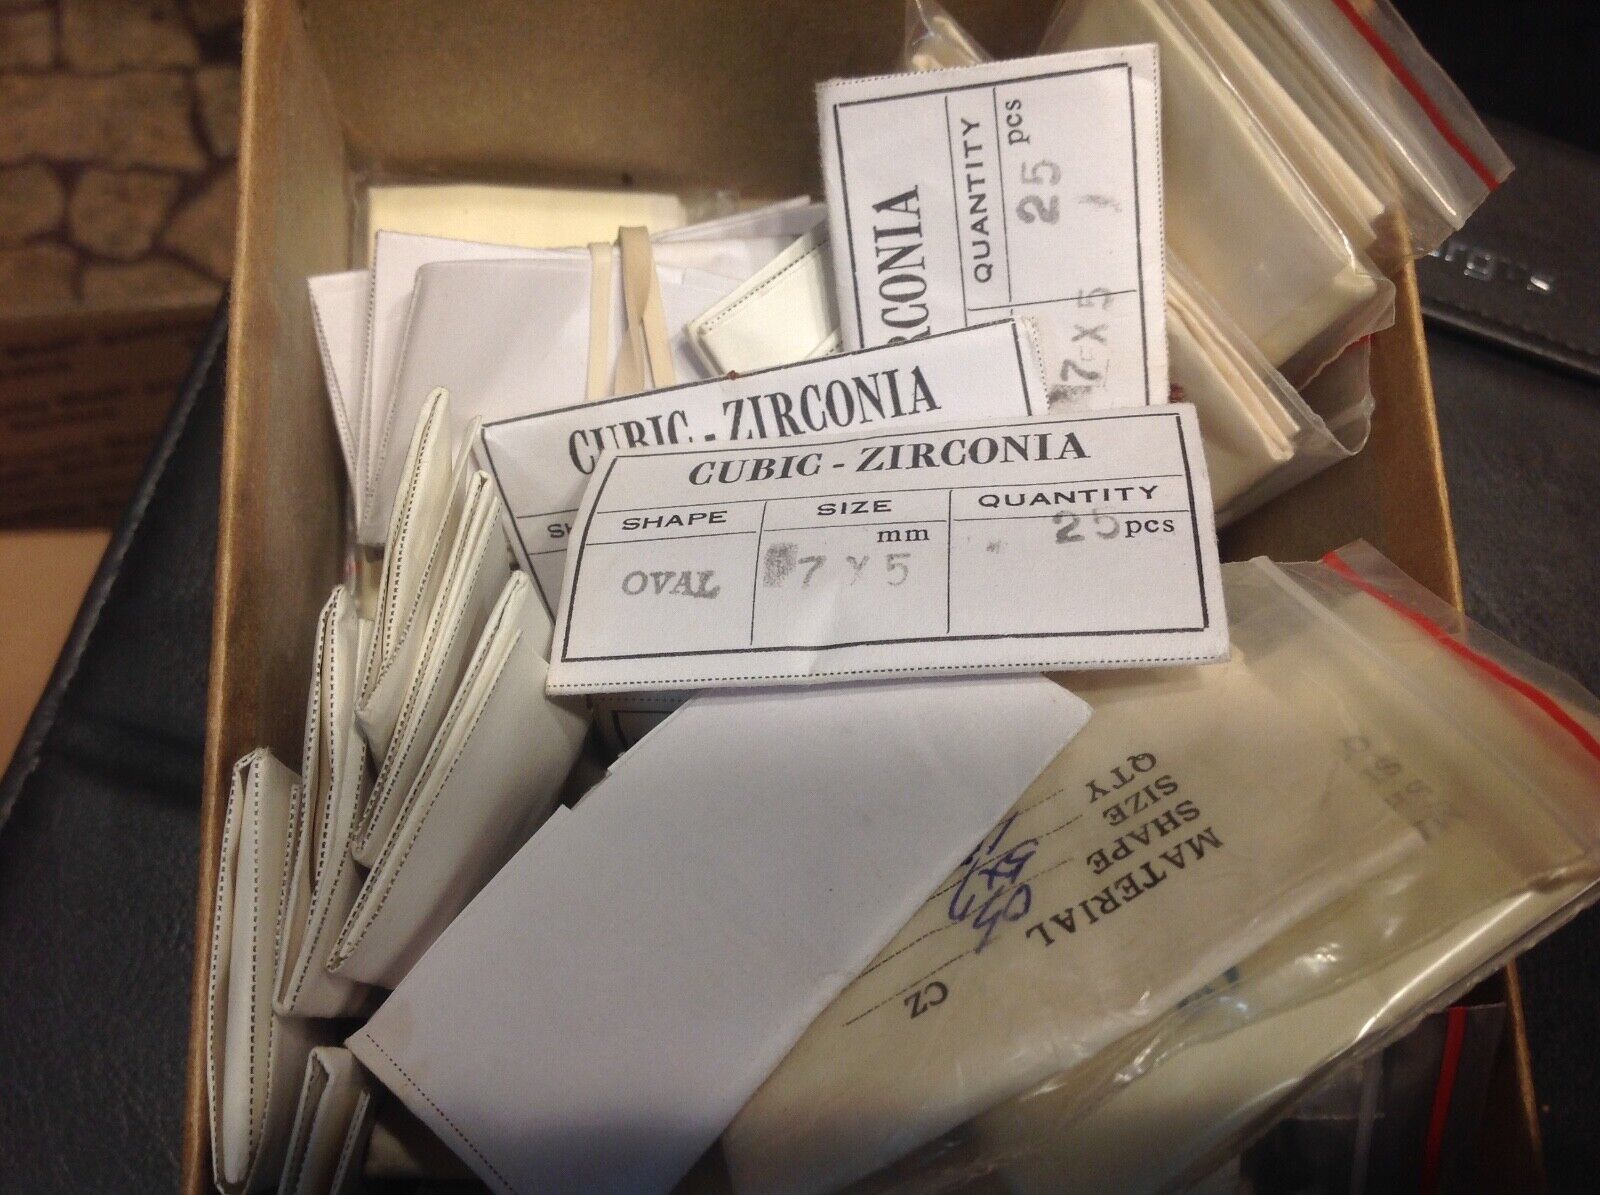 CUBIC - ZIRCONIA
QUANTITY
25 pcs
7 X 5
CUBIC - ZIRCONIA
CUBIC - ZIRCONIA
SHAPE SIZE QUANTITY
mm 25 pcs
OVAL 7 X 5
MATERIAL CZ
SHAPE
SIZE
QTY